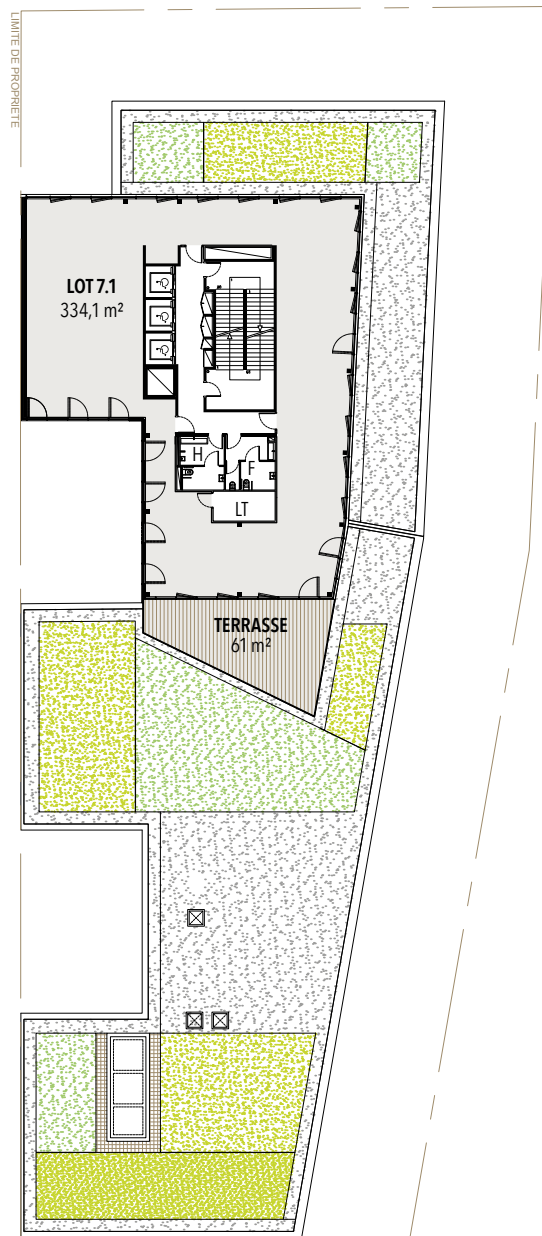 LIMITE DE PROPRIETE
LOT 7.1
334,1 m²
H
F
LT
TERRASSE
61 m²